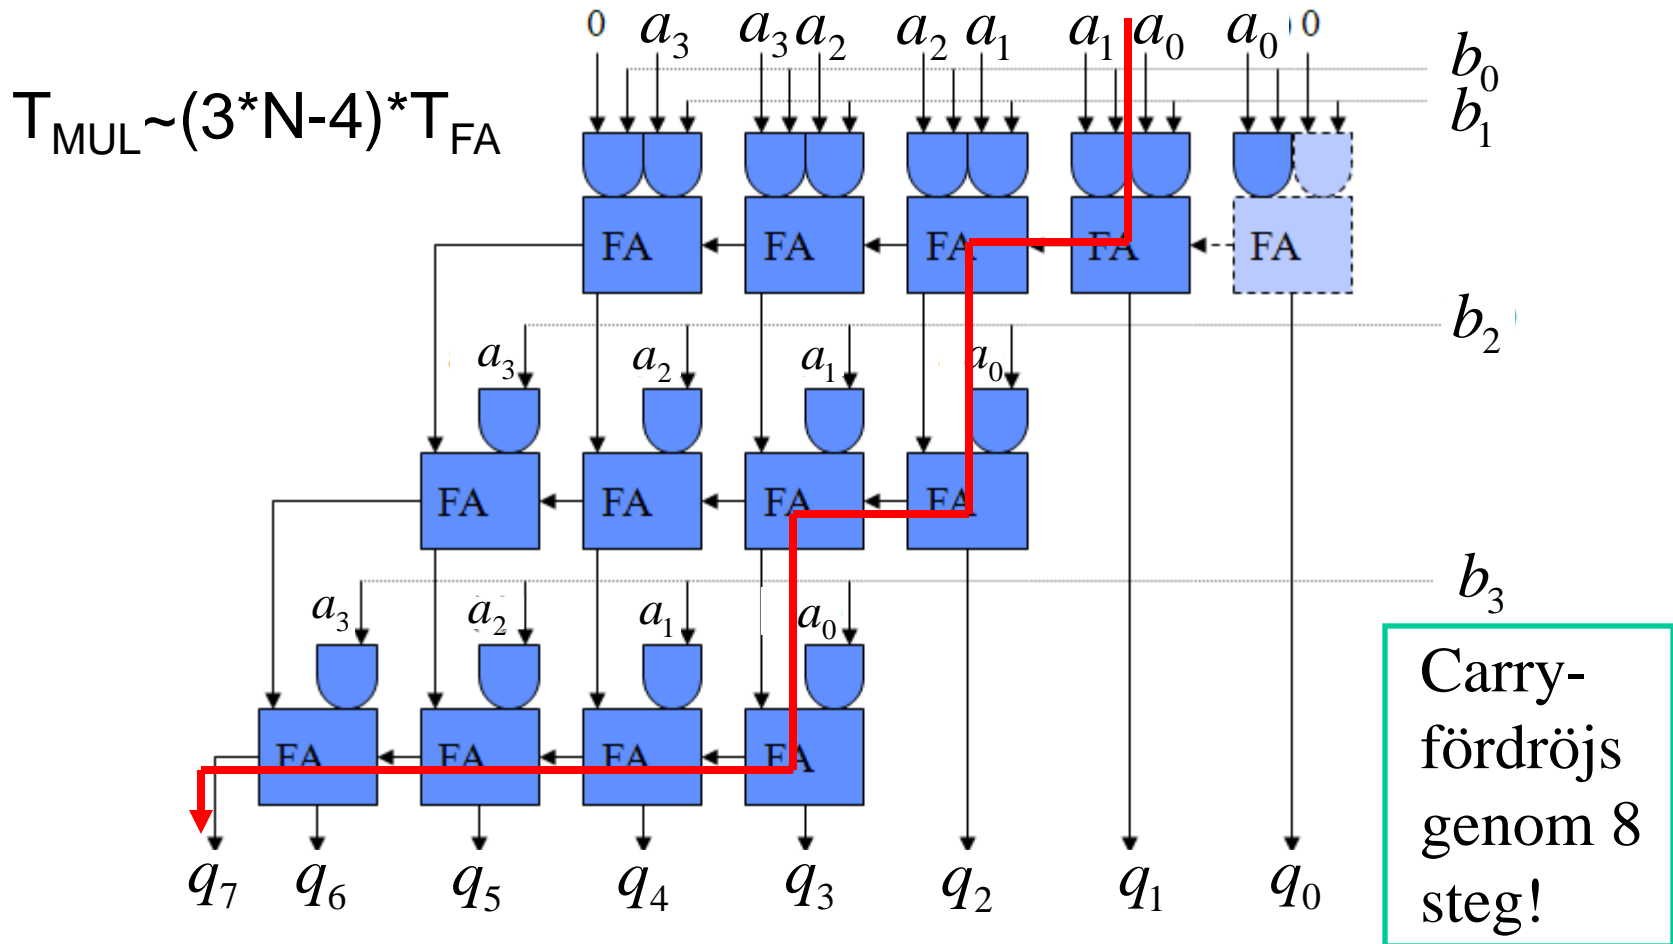 0 a₃ a₃ a₂ a₂ a₁ a₁ a₀ a₀ 0
b₀
T_MUL~(3*N-4)*T_FA
b₁
FA FA FA FA FA
b₂
a₃ a₂ a₁ a₀
FA FA FA FA
b₃
a₃ a₂ a₁ a₀
FA FA FA FA
q₇ q₆ q₅ q₄ q₃ q₂ q₁ q₀
Carry-
fördröjs
genom 8
steg!